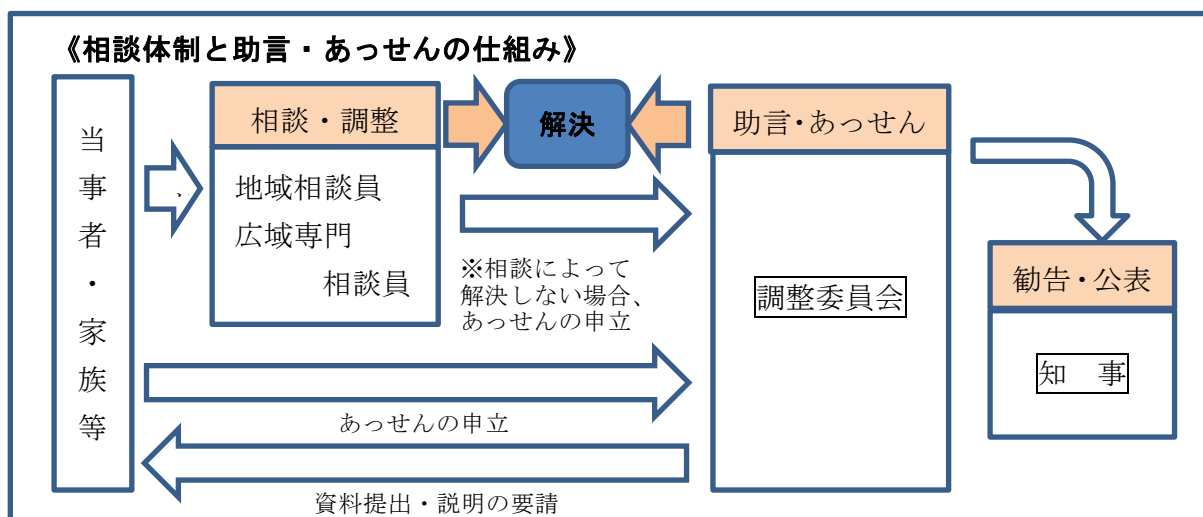 《相談体制と助言・あっせんの仕組み》
当事者・家族等
相談・調整
地域相談員
広域専門
相談員
解決
助言・あっせん
調整委員会
※相談によって
解決しない場合、
あっせんの申立
勧告・公表
知　事
あっせんの申立
資料提出・説明の要請